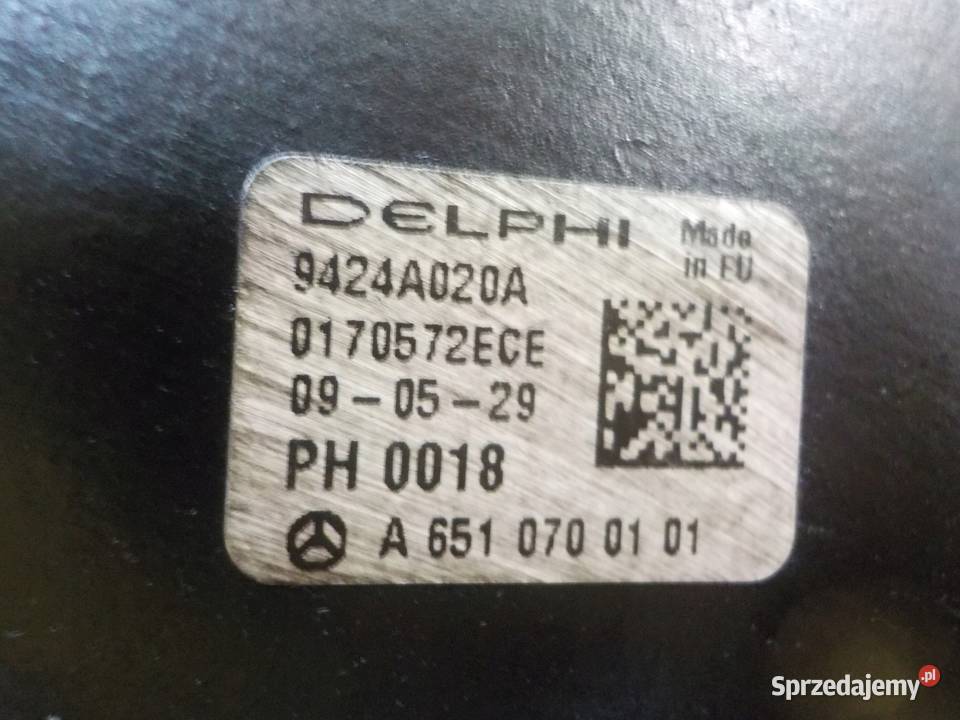 DELPHI
Made
in EU
9424A020A
0170572ECE
09-05-29
PH 0018
A 651 070 01 01
Sprzedajemy.pl